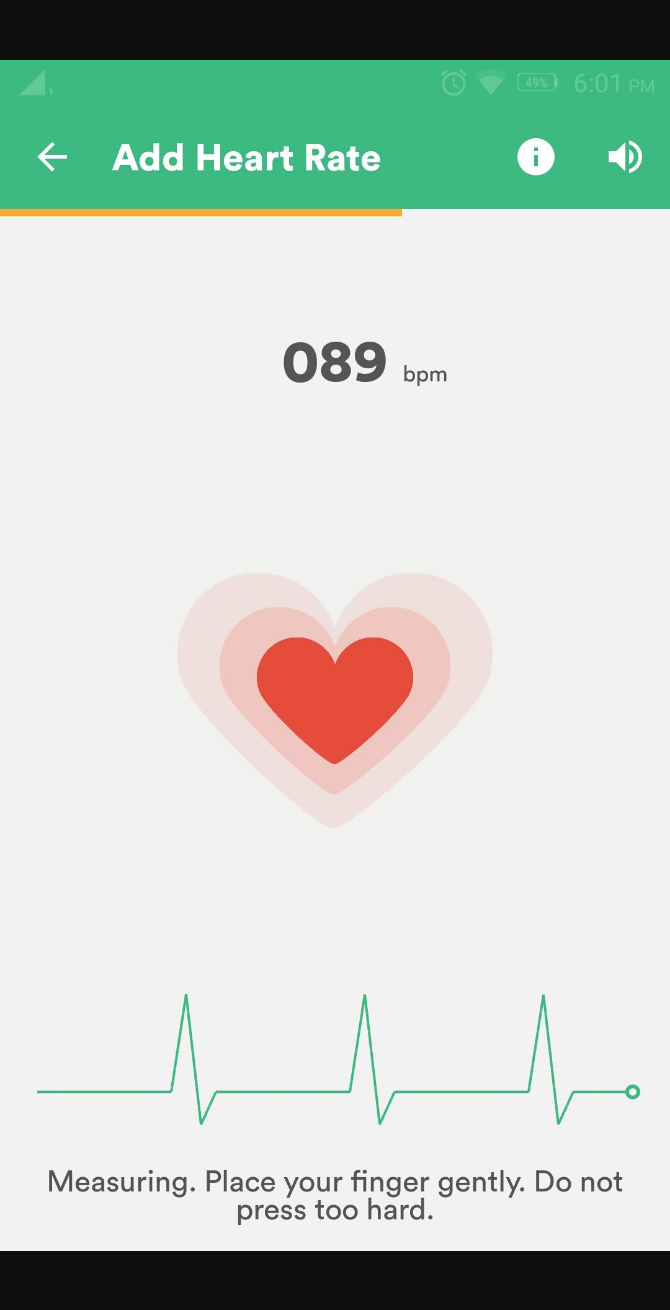 1 49% 6:01 PM
Add Heart Rate
089 bpm
Measuring. Place your finger gently. Do not
press too hard.